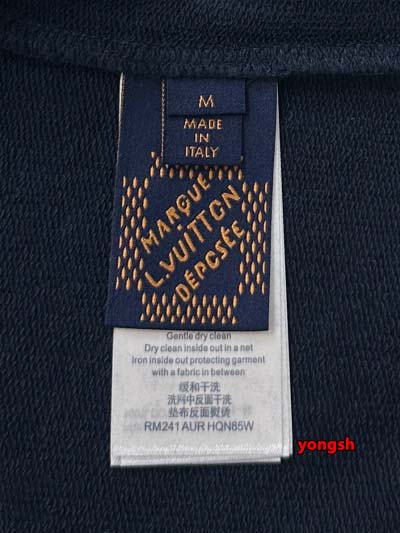 M
MADE
IN
ITALY
MARQUE
L.VUITTON
DÉPOSÉE
Gentle dry clean
Dry clean inside out in a net
Iron inside out protecting garment
with a fabric in between
缓和干洗
洗网中反面干洗
垫布反面熨烫
RM241 AUR HQN85W
yongsh